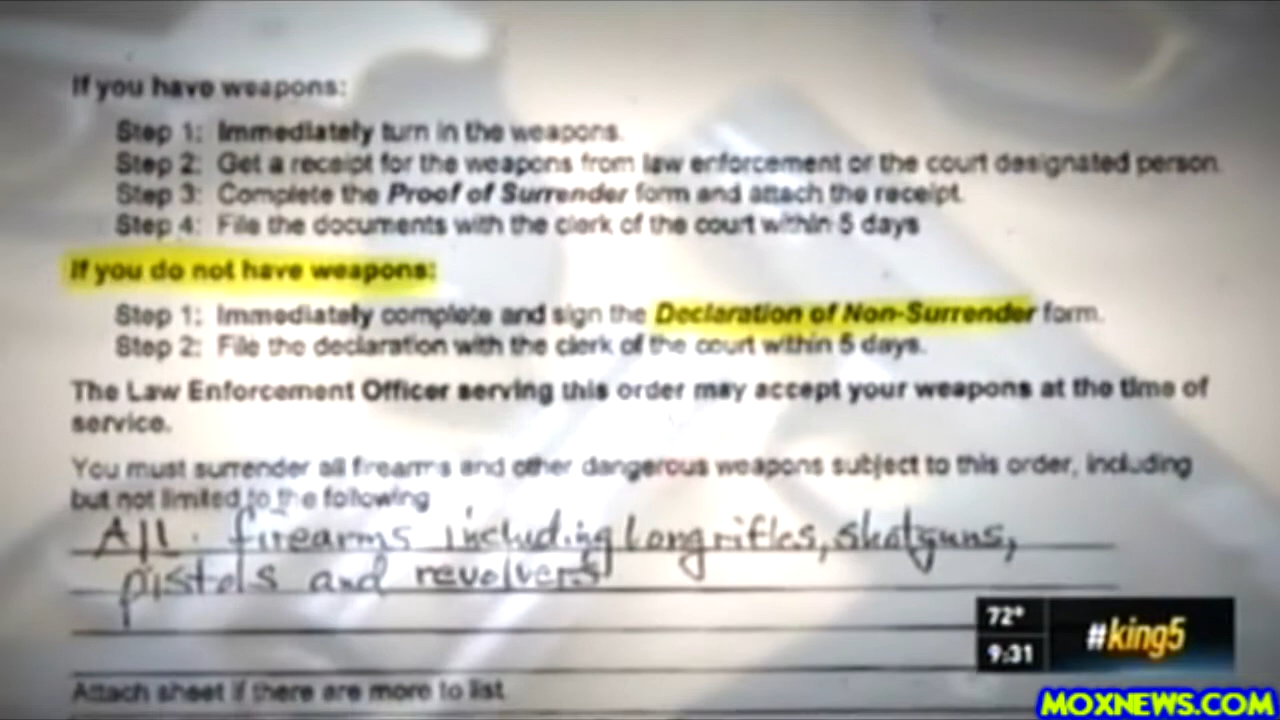 If you have weapons:
Step 1: Immediately turn in the weapons.
Step 2: Get a receipt for the weapons from law enforcement or the court designated person.
Step 3: Complete the Proof of Surrender form and attach the receipt.
Step 4: File the documents with the clerk of the court within 5 days
If you do not have weapons:
Step 1: Immediately complete and sign the Declaration of Non-Surrender form.
Step 2: File the declaration with the clerk of the court within 5 days.
The Law Enforcement Officer serving this order may accept your weapons at the time of
service.
You must surrender all firearms and other dangerous weapons subject to this order, including
but not limited to the following
All firearms including long rifles, shotguns,
pistols and revolvers
Attach sheet if there are more to list
72°
9:31
#king5
MOXNEWS.COM